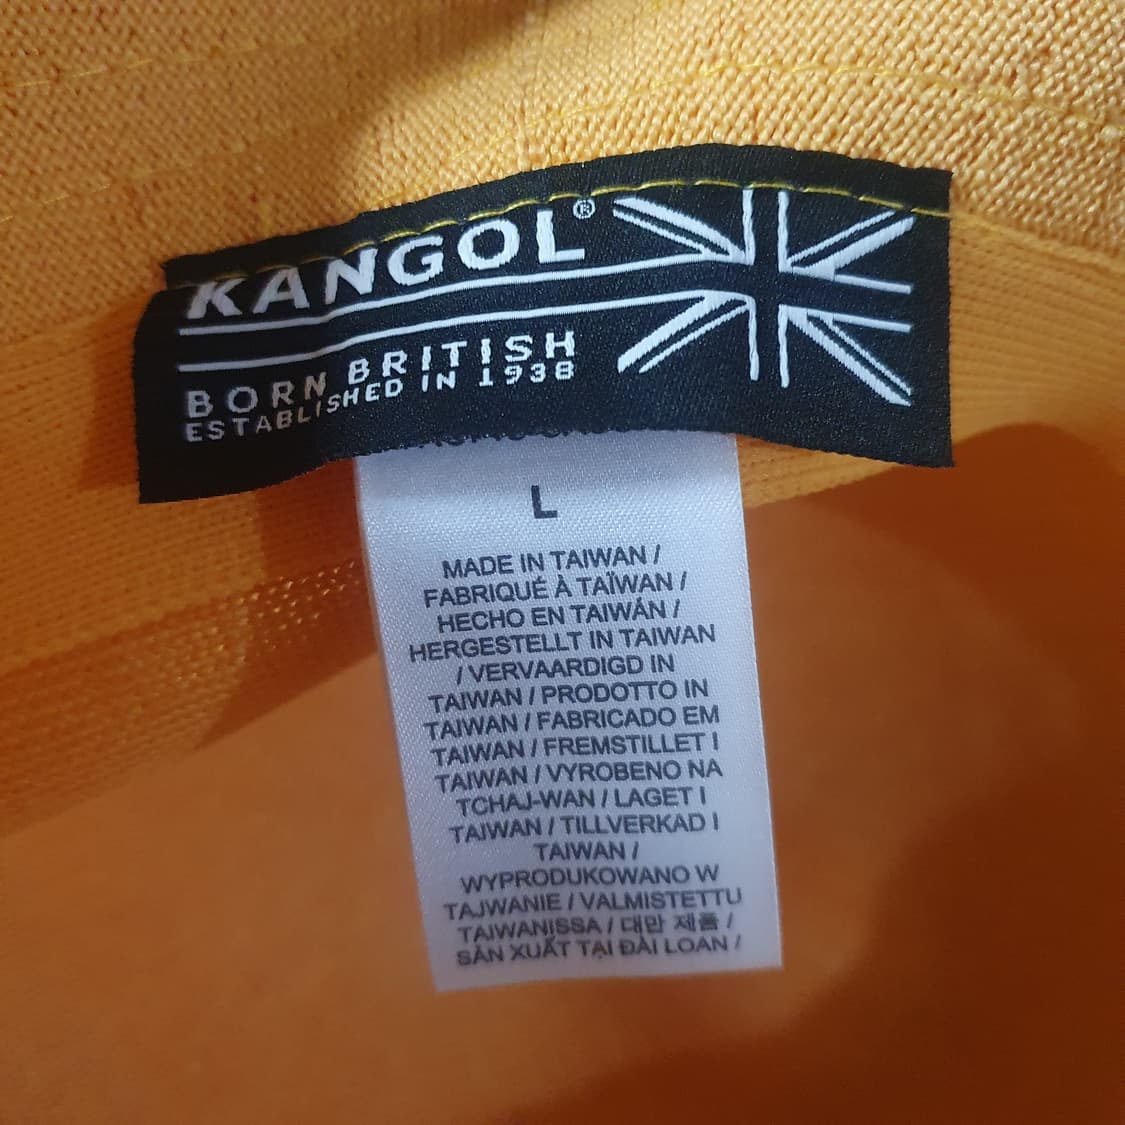 KANGOL®
BORN BRITISH
ESTABLISHED IN 1938
L
MADE IN TAIWAN /
FABRIQUÉ À TAÏWAN /
HECHO EN TAIWÁN /
HERGESTELLT IN TAIWAN
/ VERVAARDIGD IN
TAIWAN / PRODOTTO IN
TAIWAN / FABRICADO EM
TAIWAN / FREMSTILLET I
TAIWAN / VYROBENO NA
TCHAJ-WAN / LAGET I
TAIWAN / TILLVERKAD I
TAIWAN /
WYPRODUKOWANO W
TAJWANIE / VALMISTETTU
TAIWANISSA / 대만 제품 /
SẢN XUẤT TẠI ĐÀI LOAN /